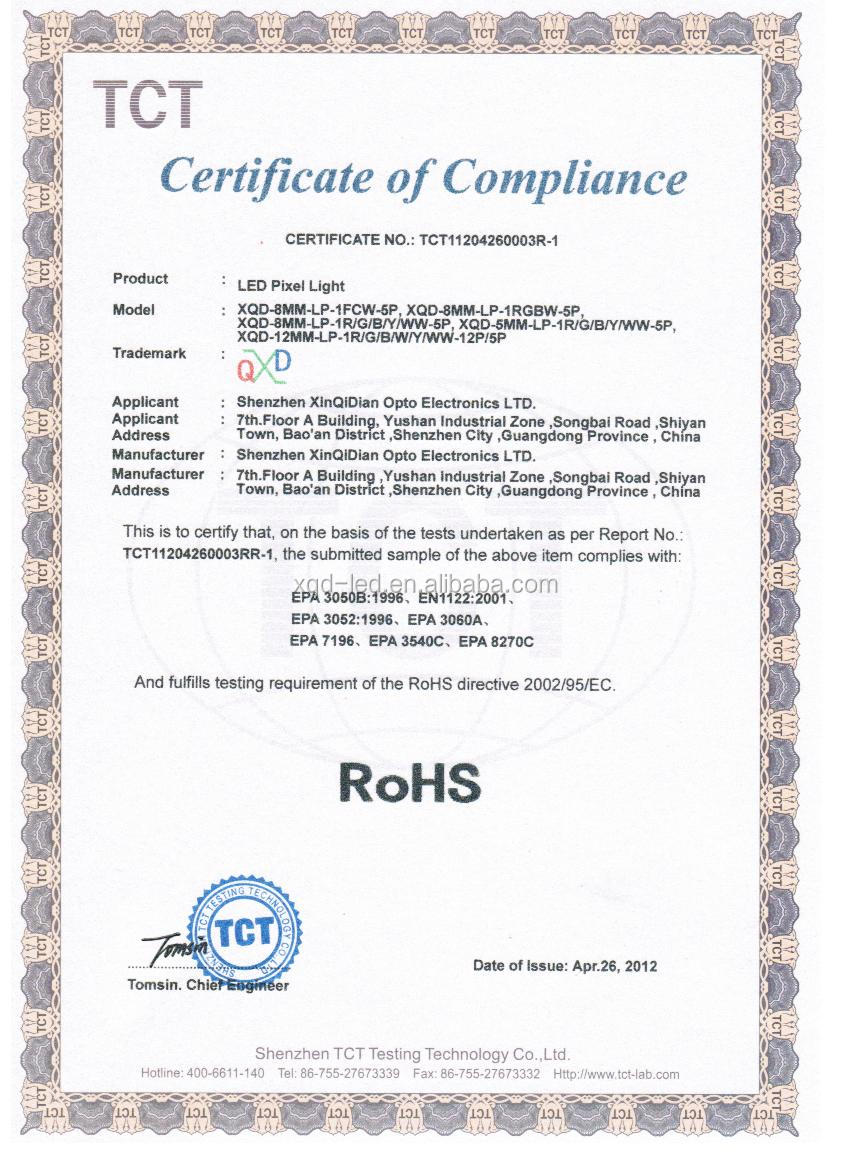 TCT
Certificate of Compliance
CERTIFICATE NO.: TCT11204260003R-1
Product : LED Pixel Light
Model : XQD-8MM-LP-1FCW-5P, XQD-8MM-LP-1RGBW-5P,
XQD-8MM-LP-1R/G/B/Y/WW-5P, XQD-5MM-LP-1R/G/B/Y/WW-5P,
XQD-12MM-LP-1R/G/B/W/Y/WW-12P/5P
Trademark : QXD
Applicant : Shenzhen XinQiDian Opto Electronics LTD.
Applicant : 7th.Floor A Building, Yushan Industrial Zone ,Songbai Road ,Shiyan
Address Town, Bao'an District ,Shenzhen City ,Guangdong Province , China
Manufacturer : Shenzhen XinQiDian Opto Electronics LTD.
Manufacturer : 7th.Floor A Building ,Yushan Industrial Zone ,Songbai Road ,Shiyan
Address Town, Bao'an District ,Shenzhen City ,Guangdong Province , China
This is to certify that, on the basis of the tests undertaken as per Report No.:
TCT11204260003RR-1, the submitted sample of the above item complies with:
xqd-led.en.alibaba.com
EPA 3050B:1996、EN1122:2001、
EPA 3052:1996、EPA 3060A、
EPA 7196、EPA 3540C、EPA 8270C
And fulfills testing requirement of the RoHS directive 2002/95/EC.
RoHS
TCT
SHENZHEN TCT TESTING TECHNOLOGY CO., LTD.
Tomsin
Tomsin. Chief Engineer
Date of Issue: Apr.26, 2012
Shenzhen TCT Testing Technology Co.,Ltd.
Hotline: 400-6611-140 Tel: 86-755-27673339 Fax: 86-755-27673332 Http://www.tct-lab.com